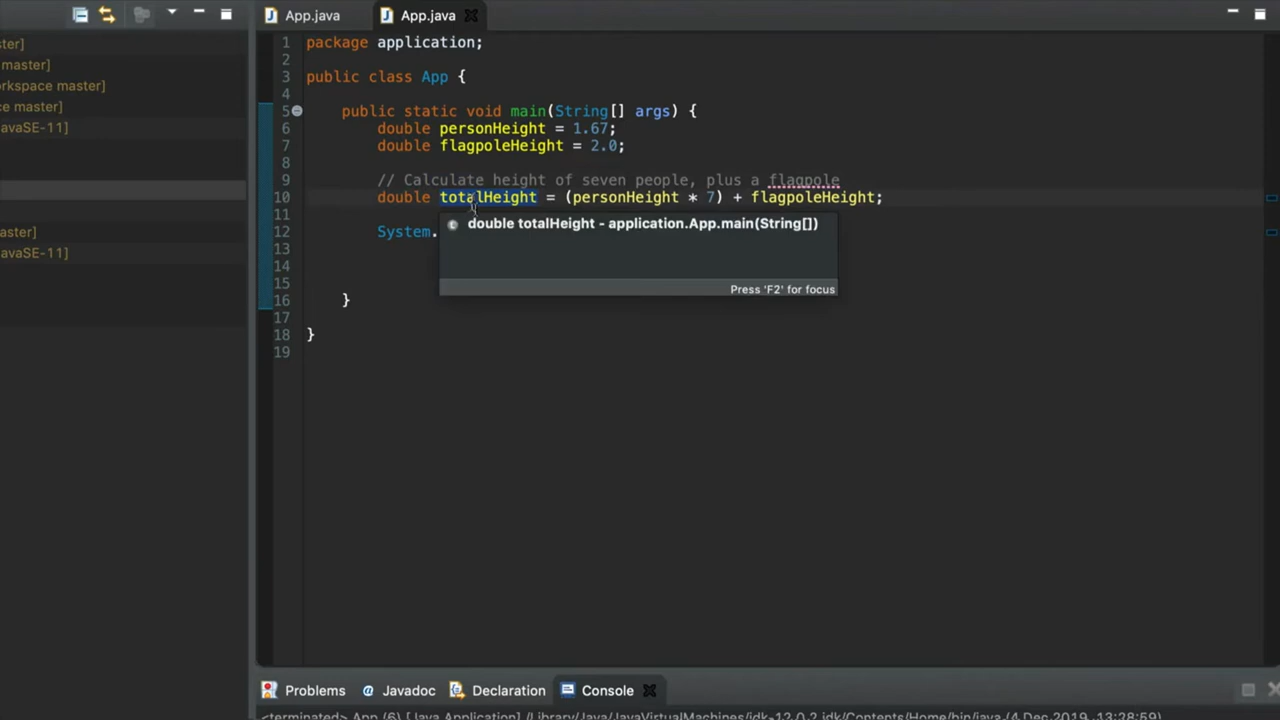 App.java
App.java
ter]
master]
orkspace master]
ce master]
avaSE-11]
aster]
avaSE-11]
1 package application;
2
3 public class App {
4
5 public static void main(String[] args) {
6 double personHeight = 1.67;
7 double flagpoleHeight = 2.0;
8
9 // Calculate height of seven people, plus a flagpole
10 double totalHeight = (personHeight * 7) + flagpoleHeight;
11
12 System.
double totalHeight - application.App.main(String[])
Press 'F2' for focus
13
14
15
16 }
17
18 }
19
Problems Javadoc Declaration Console
<terminated> App (6) [Java Application] /Library/Java/JavaVirtualMachines/jdk-12.0.2.jdk/Contents/Home/bin/java (4 Dec 2019, 13:28:59)